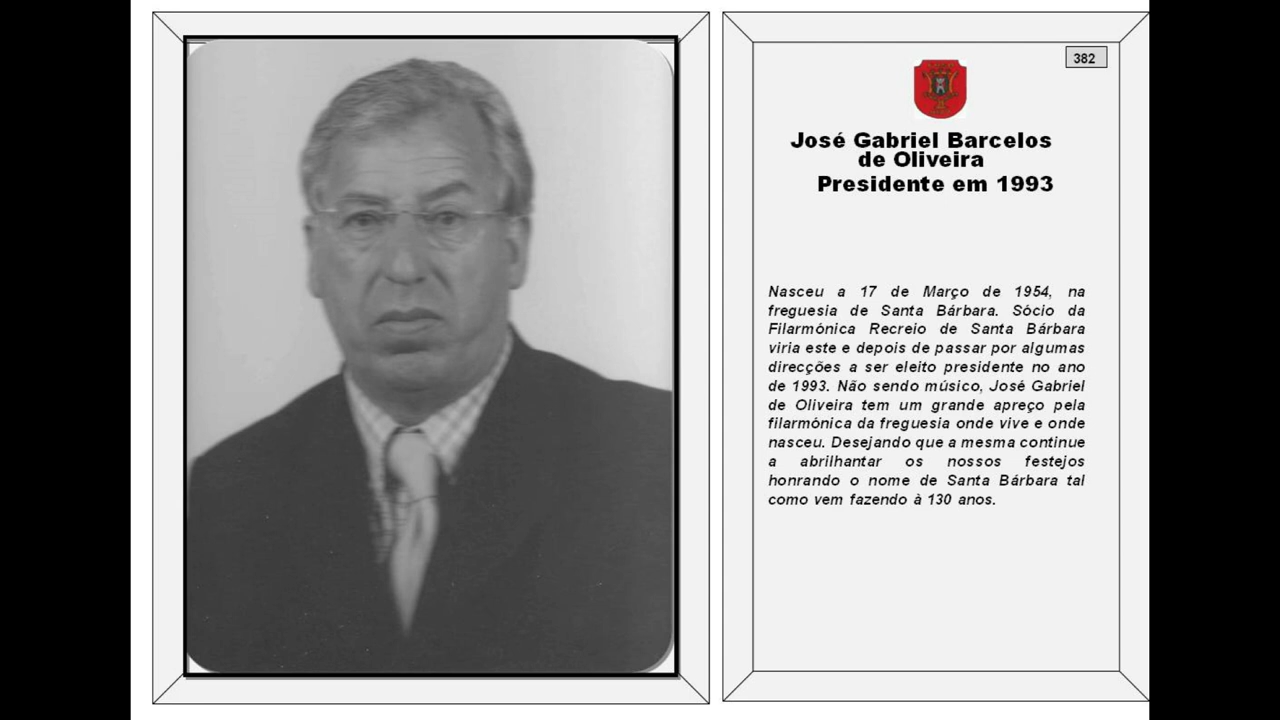 382
José Gabriel Barcelos
de Oliveira
Presidente em 1993
Nasceu a 17 de Março de 1954, na
freguesia de Santa Bárbara. Sócio da
Filarmónica Recreio de Santa Bárbara
viria este e depois de passar por algumas
direcções a ser eleito presidente no ano
de 1993. Não sendo músico, José Gabriel
de Oliveira tem um grande apreço pela
filarmónica da freguesia onde vive e onde
nasceu. Desejando que a mesma continue
a abrilhantar os nossos festejos
honrando o nome de Santa Bárbara tal
como vem fazendo à 130 anos.